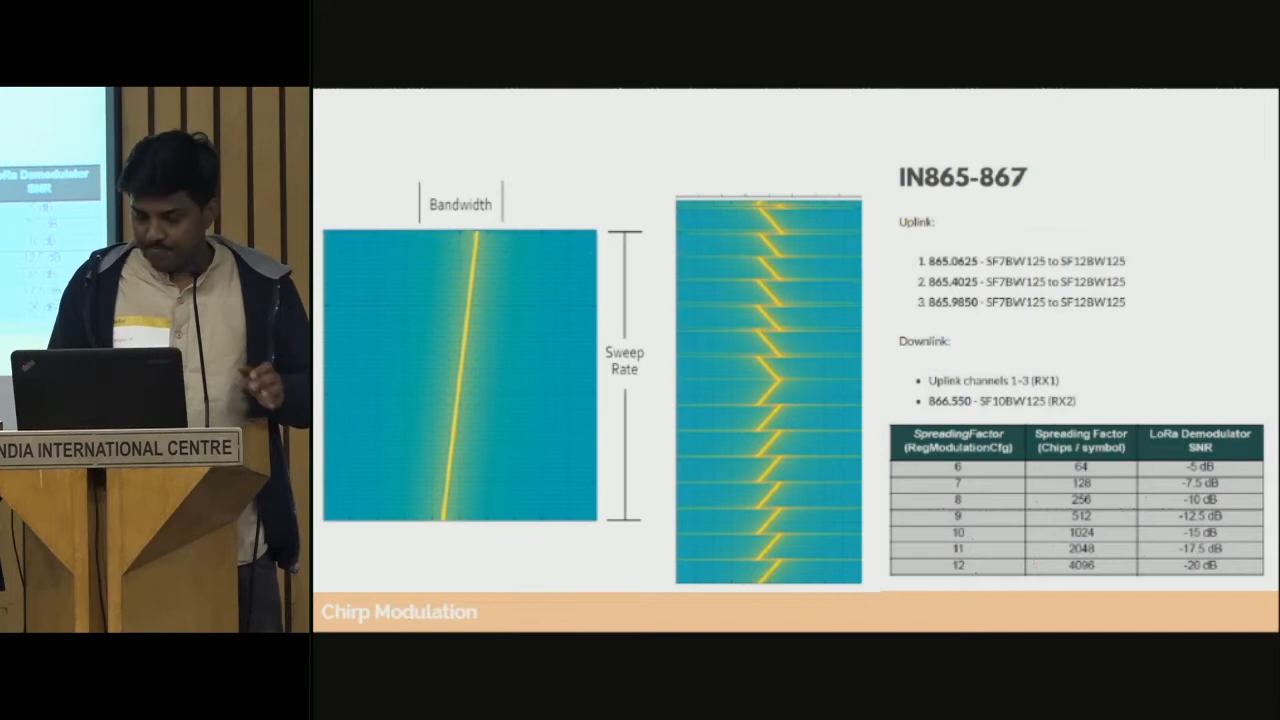 LoRa Demodulator
SNR
INDIA INTERNATIONAL CENTRE
Bandwidth
Sweep
Rate
IN865-867
Uplink:
1. 865.0625 - SF7BW125 to SF12BW125
2. 865.4025 - SF7BW125 to SF12BW125
3. 865.9850 - SF7BW125 to SF12BW125
Downlink:
• Uplink channels 1-3 (RX1)
• 866.550 - SF10BW125 (RX2)
SpreadingFactor (RegModulationCfg) Spreading Factor (Chips / symbol) LoRa Demodulator SNR
6 64 -5 dB
7 128 -7.5 dB
8 256 -10 dB
9 512 -12.5 dB
10 1024 -15 dB
11 2048 -17.5 dB
12 4096 -20 dB
Chirp Modulation